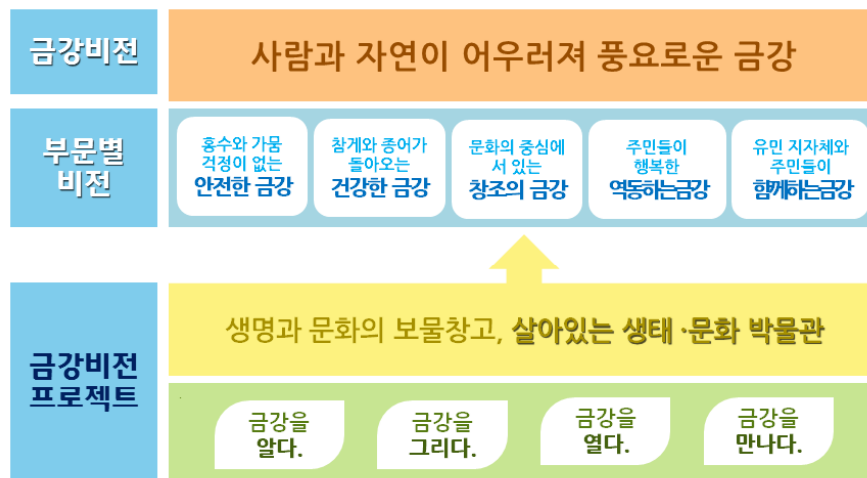 금강비전
사람과 자연이 어우러져 풍요로운 금강
부문별
비전
홍수와 가뭄
걱정이 없는
안전한 금강
참게와 종어가
돌아오는
건강한 금강
문화의 중심에
서 있는
창조의 금강
주민들이
행복한
역동하는금강
유민 지자체와
주민들이
함께하는금강
금강비전
프로젝트
생명과 문화의 보물창고, 살아있는 생태 ·문화 박물관
금강을
알다.
금강을
그리다.
금강을
열다.
금강을
만나다.